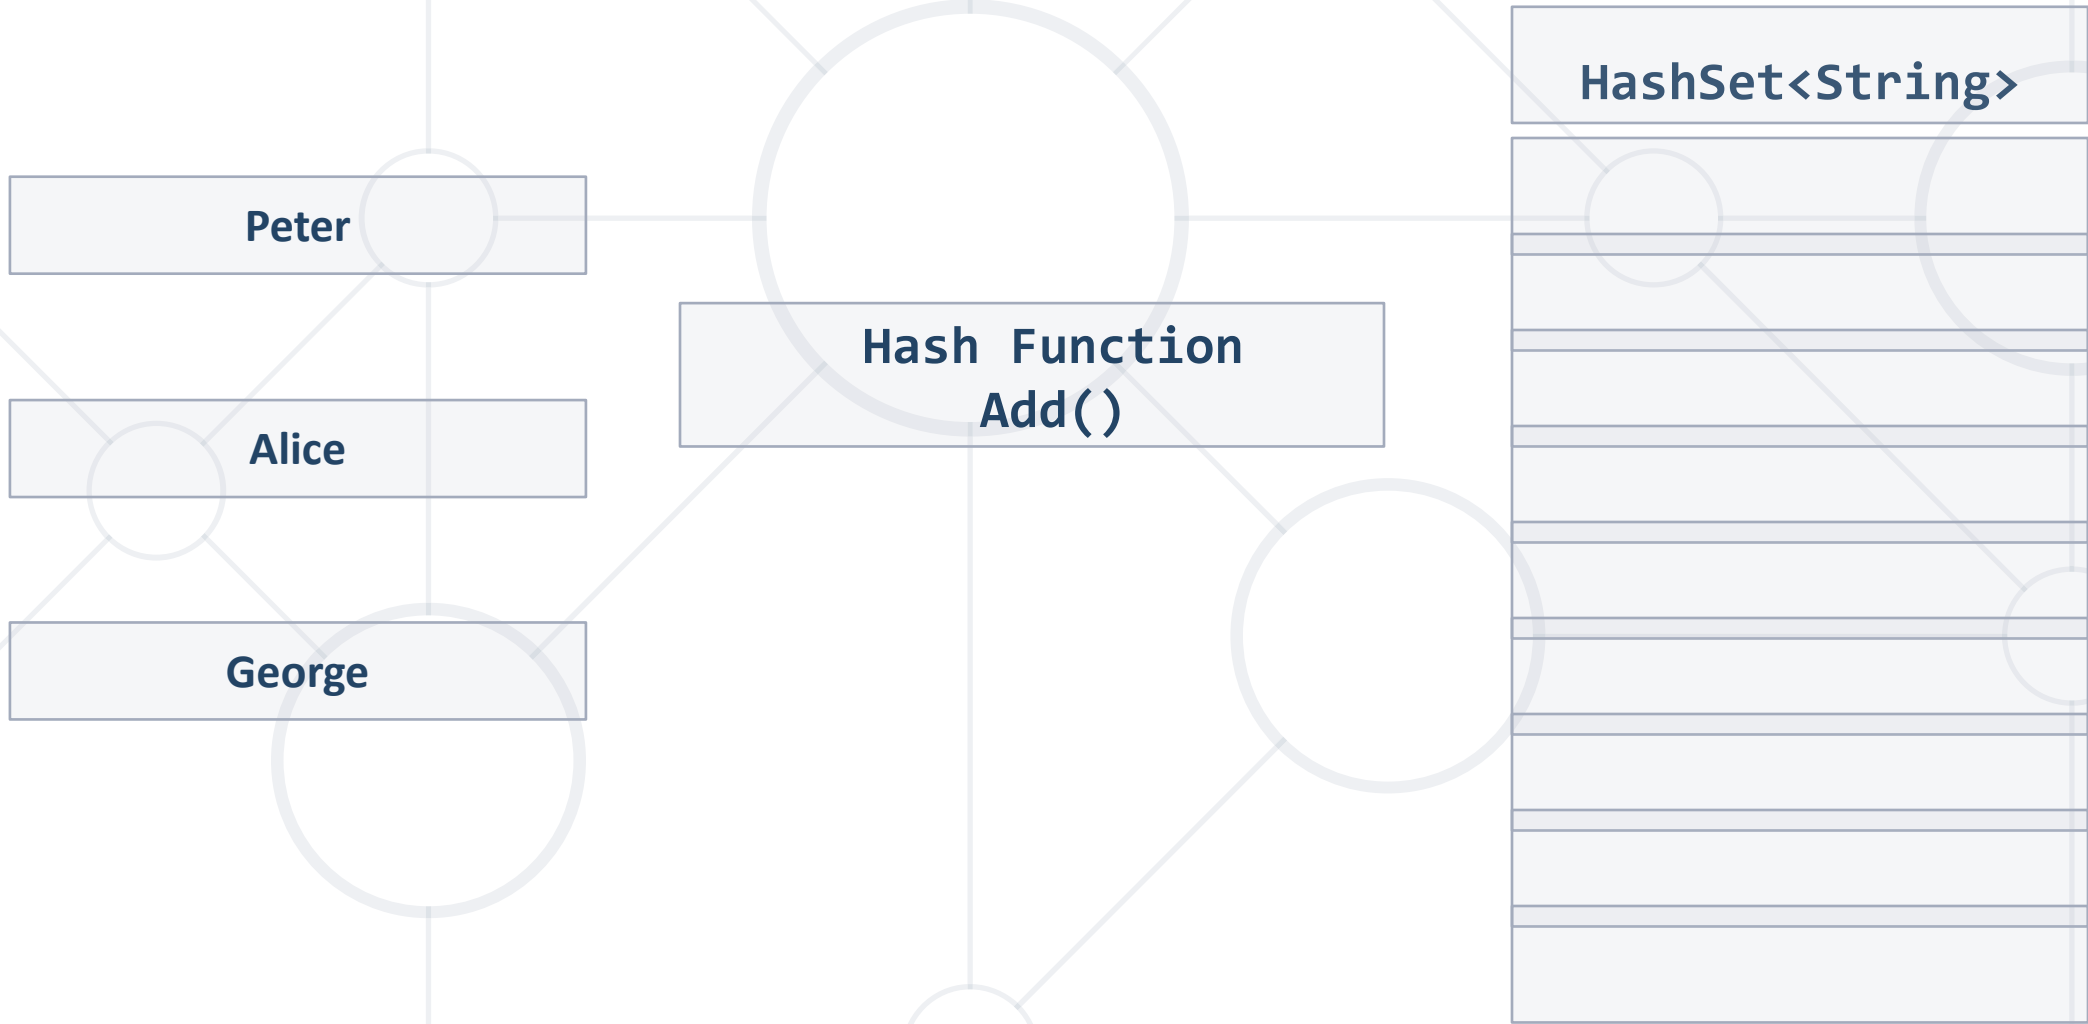 HashSet<String>
Peter
Hash Function
Add()
Alice
George